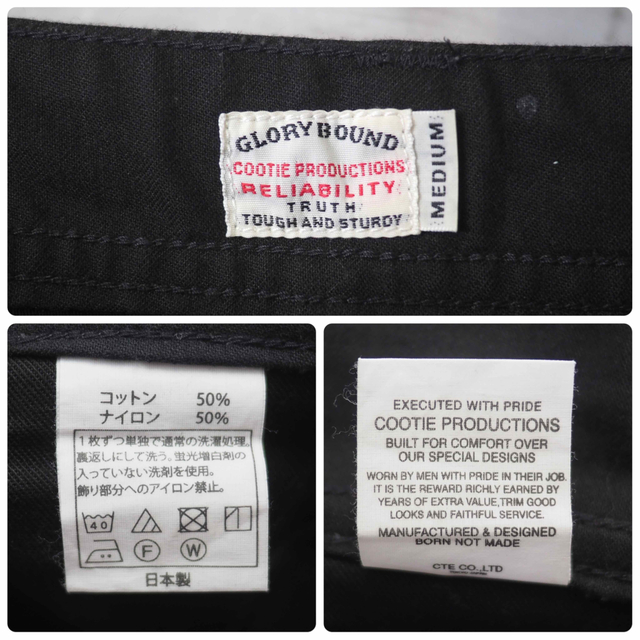 GLORY BOUND
COOTIE PRODUCTIONS
RELIABILITY
TRUTH
TOUGH AND STURDY
MEDIUM
コットン 50%
ナイロン 50%
1枚ずつ単独で通常の洗濯処理。
裏返しにして洗う。蛍光増白剤の
入っていない洗剤を使用。
飾り部分へのアイロン禁止。
40
F W
日本製
EXECUTED WITH PRIDE
COOTIE PRODUCTIONS
BUILT FOR COMFORT OVER
OUR SPECIAL DESIGNS
WORN BY MEN WITH PRIDE IN THEIR JOB.
IT IS THE REWARD RICHLY EARNED BY
YEARS OF EXTRA VALUE,TRIM GOOD
LOOKS AND FAITHFUL SERVICE.
MANUFACTURED & DESIGNED
BORN NOT MADE
CTE CO.,LTD